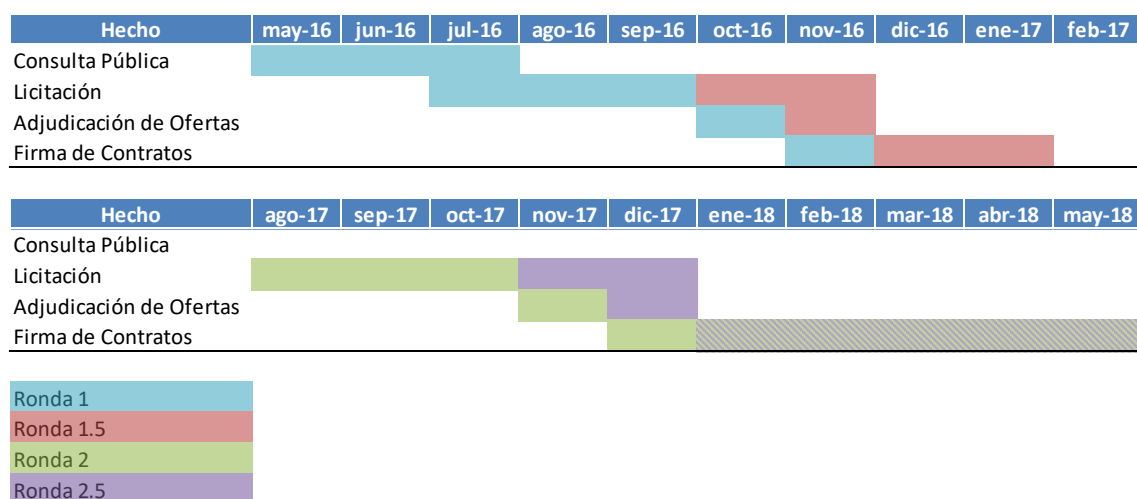 Hecho may-16 jun-16 jul-16 ago-16 sep-16 oct-16 nov-16 dic-16 ene-17 feb-17
Consulta Pública
Licitación
Adjudicación de Ofertas
Firma de Contratos
Hecho ago-17 sep-17 oct-17 nov-17 dic-17 ene-18 feb-18 mar-18 abr-18 may-18
Consulta Pública
Licitación
Adjudicación de Ofertas
Firma de Contratos
Ronda 1
Ronda 1.5
Ronda 2
Ronda 2.5